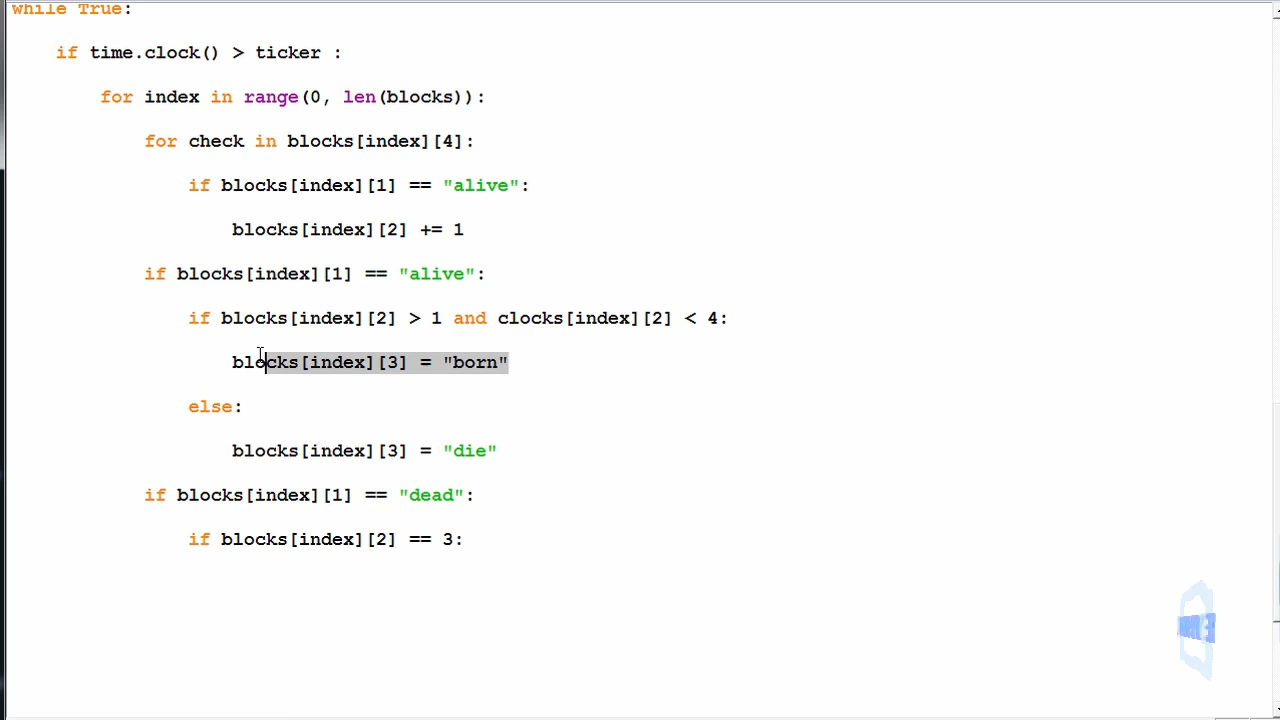 while True:
if time.clock() > ticker :
for index in range(0, len(blocks)):
for check in blocks[index][4]:
if blocks[index][1] == "alive":
blocks[index][2] += 1
if blocks[index][1] == "alive":
if blocks[index][2] > 1 and clocks[index][2] < 4:
blocks[index][3] = "born"
else:
blocks[index][3] = "die"
if blocks[index][1] == "dead":
if blocks[index][2] == 3: